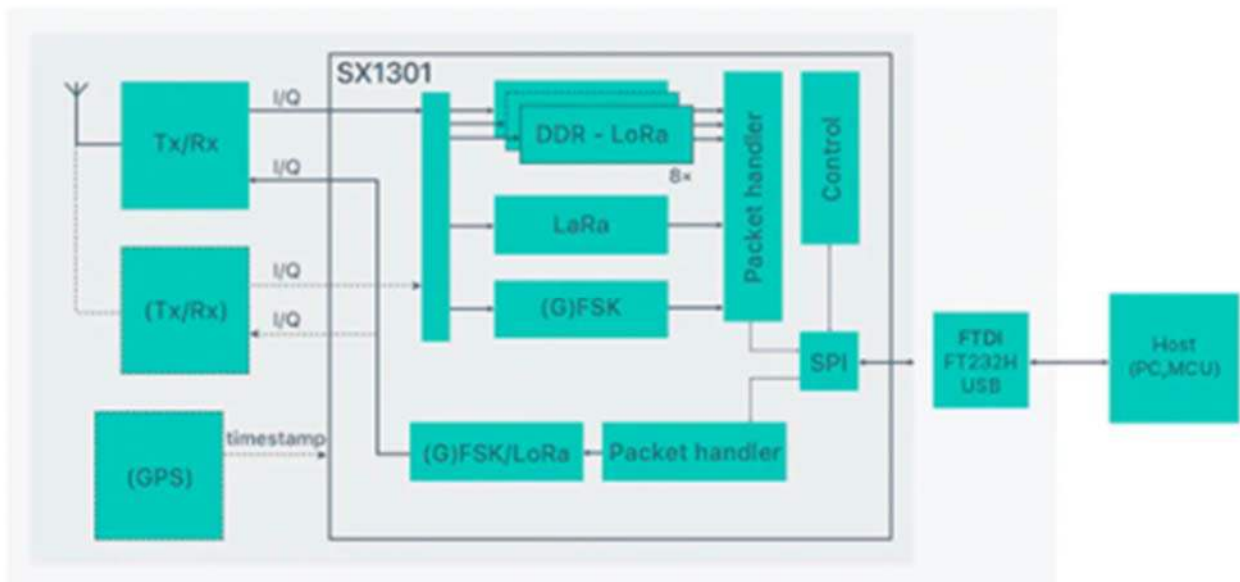 SX1301
I/Q
Tx/Rx
I/Q
DDR - LoRa
8×
LaRa
(G)FSK
Packet handler
Control
I/Q
(Tx/Rx)
I/Q
SPI
FTDI
FT232H
USB
Host
(PC,MCU)
timestamp
(GPS)
(G)FSK/LoRa
Packet handler